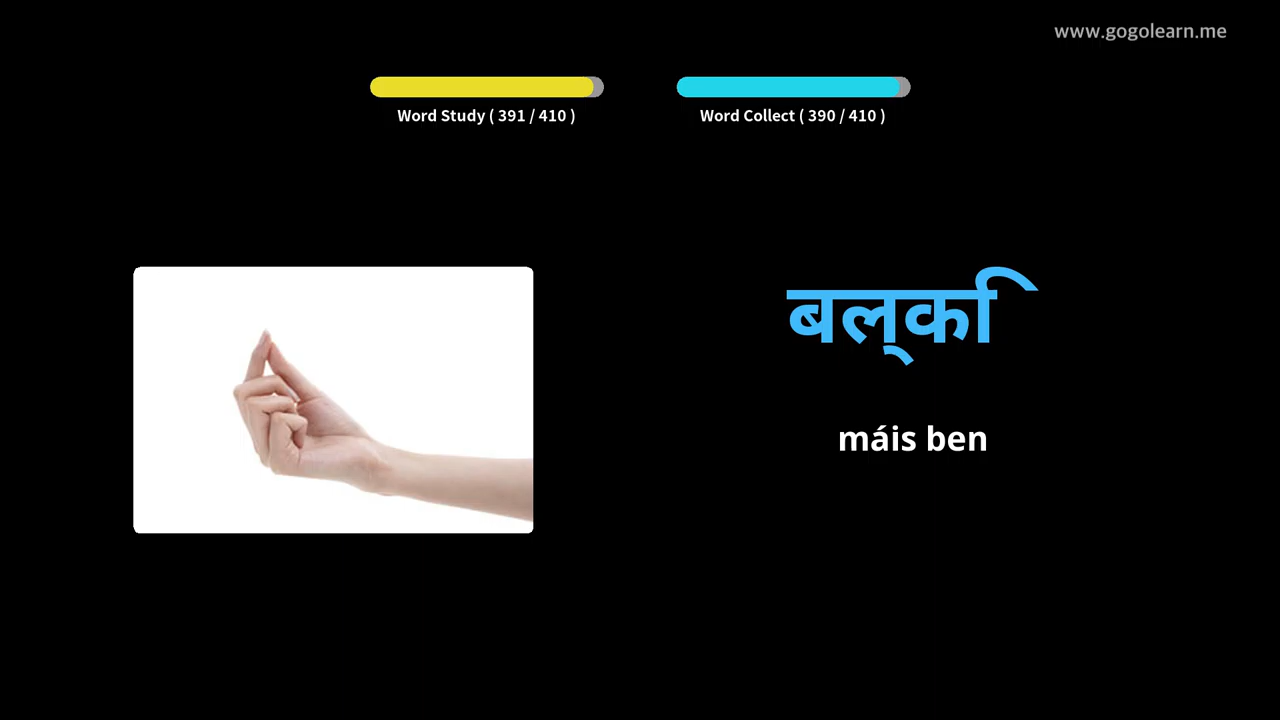 www.gogolearn.me
Word Study ( 391 / 410 )
Word Collect ( 390 / 410 )
बल्कि
máis ben